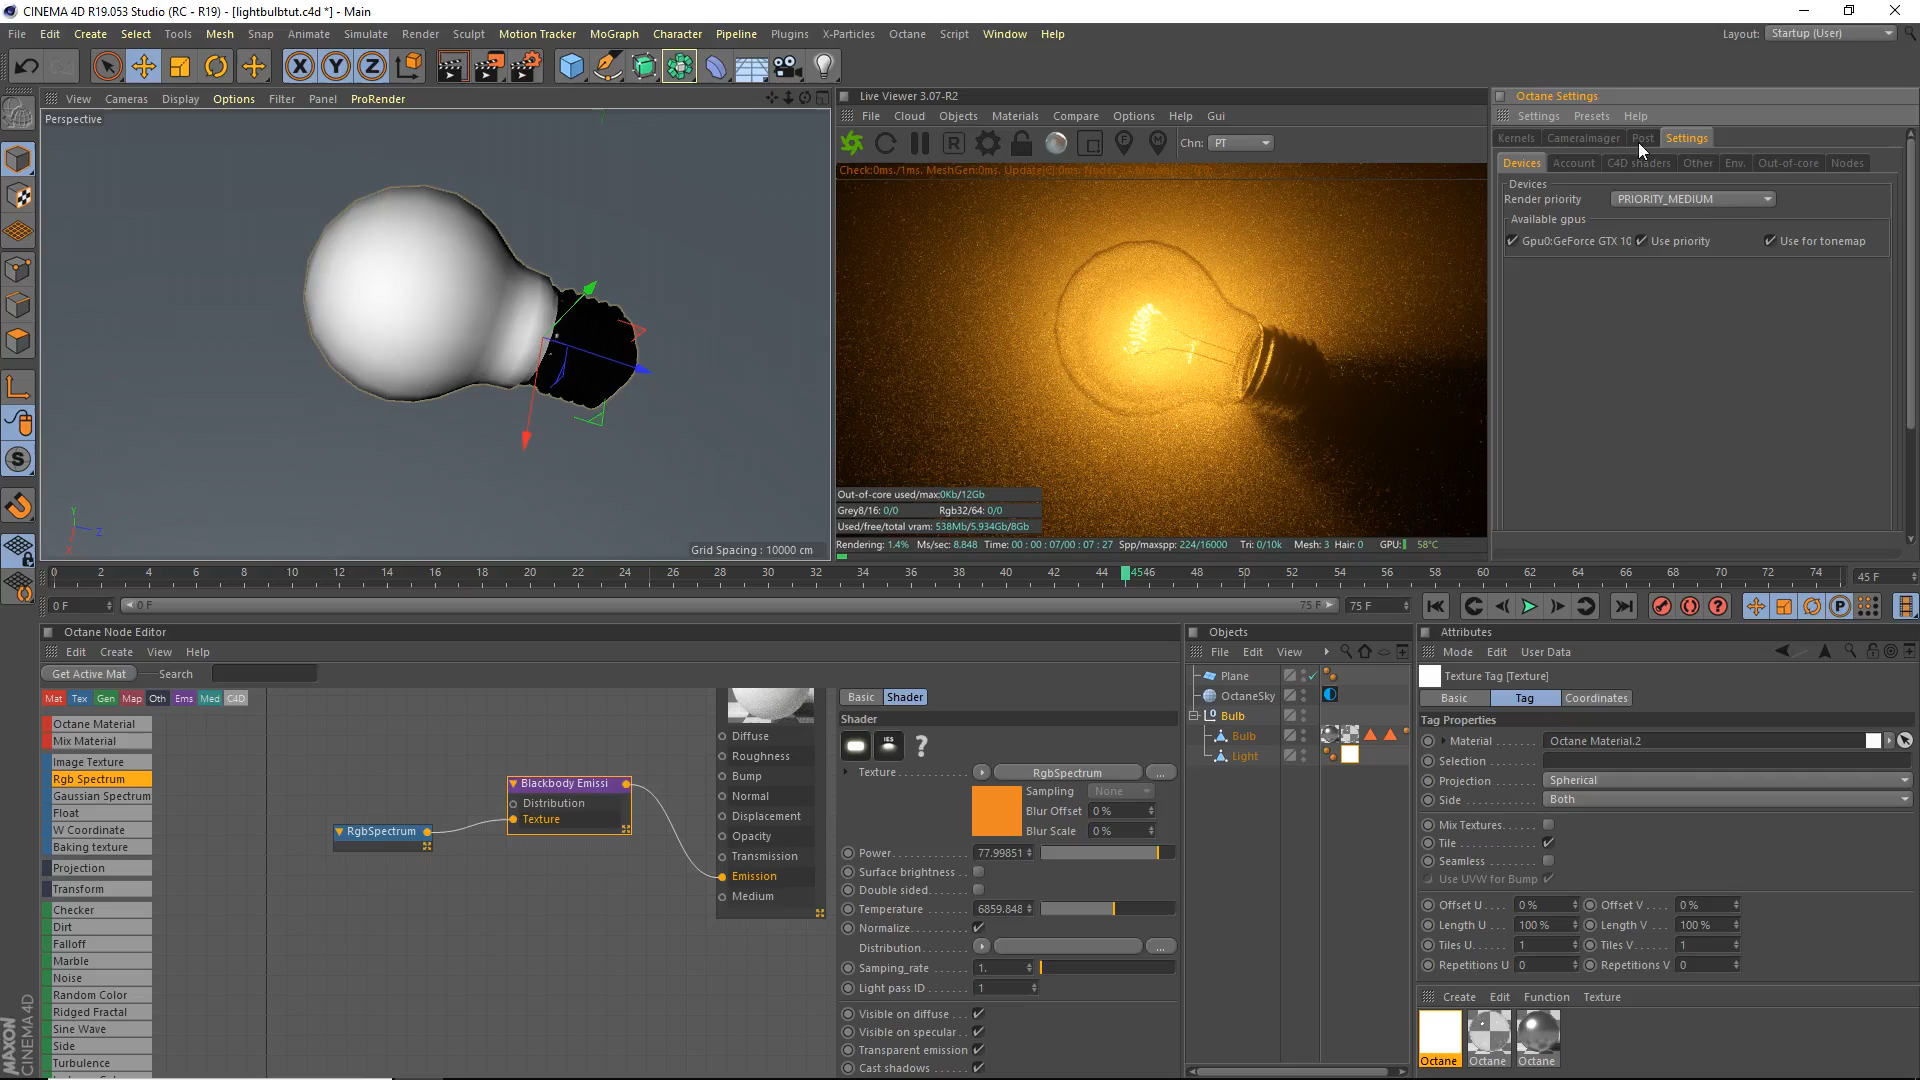 CINEMA 4D R19.053 Studio (RC - R19) - [lightbulbtut.c4d *] - Main
File Edit Create Select Tools Mesh Snap Animate Simulate Render Sculpt Motion Tracker MoGraph Character Pipeline Plugins X-Particles Octane Script Window Help
Layout: Startup (User)
View Cameras Display Options Filter Panel ProRender
Perspective
Grid Spacing : 10000 cm
Live Viewer 3.07-R2
File Cloud Objects Materials Compare Options Help Gui
Chn: PT
Out-of-core used/max:0Kb/12Gb
Grey8/16: 0/0 Rgb32/64: 0/0
Used/free/total vram: 538Mb/5.934Gb/8Gb
Rendering: 1.4% Ms/sec: 8.848 Time: 00 : 00 : 07/00 : 07 : 27 Spp/maxspp: 224/16000 Tri: 0/10k Mesh: 3 Hair: 0 GPU: 58°C
Octane Settings
Settings Presets Help
Kernels CameraImager Post Settings
Devices Account C4D shaders Other Env. Out-of-core Nodes
Devices
Render priority PRIORITY_MEDIUM
Available gpus
Gpu0:GeForce GTX 10 Use priority Use for tonemap
0 2 4 6 8 10 12 14 16 18 20 22 24 26 28 30 32 34 36 38 40 42 44 4546 48 50 52 54 56 58 60 62 64 66 68 70 72 74 45 F
0 F 0 F 75 F 75 F
Octane Node Editor
Edit Create View Help
Get Active Mat Search
Mat Tex Gen Map Oth Ems Med C4D
Octane Material
Mix Material
Image Texture
Rgb Spectrum
Gaussian Spectrum
Float
W Coordinate
Baking texture
Projection
Transform
Checker
Dirt
Falloff
Marble
Noise
Random Color
Ridged Fractal
Sine Wave
Side
Turbulence
RgbSpectrum
Blackbody Emissi
Distribution
Texture
Diffuse
Roughness
Bump
Normal
Displacement
Opacity
Transmission
Emission
Medium
Basic Shader
Shader
IES ?
Texture RgbSpectrum ...
Sampling None
Blur Offset 0 %
Blur Scale 0 %
Power 77.99851
Surface brightness
Double sided
Temperature 6859.848
Normalize
Distribution ...
Samping_rate 1.
Light pass ID 1
Visible on diffuse
Visible on specular
Transparent emission
Cast shadows
Objects
File Edit View
Plane
OctaneSky
Bulb
Bulb
Light
Attributes
Mode Edit User Data
Texture Tag [Texture]
Basic Tag Coordinates
Tag Properties
Material Octane Material.2
Selection
Projection Spherical
Side Both
Mix Textures
Tile
Seamless
Use UVW for Bump
Offset U 0 % Offset V 0 %
Length U 100 % Length V 100 %
Tiles U 1 Tiles V 1
Repetitions U 0 Repetitions V 0
Create Edit Function Texture
Octane Octane Octane
MAXON
CINEMA 4D